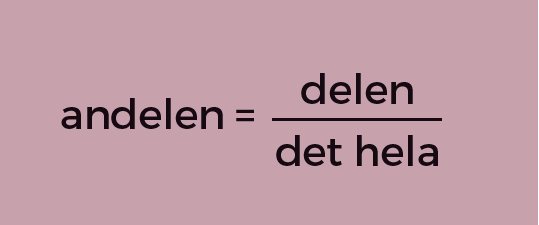 andelen = delen
det hela